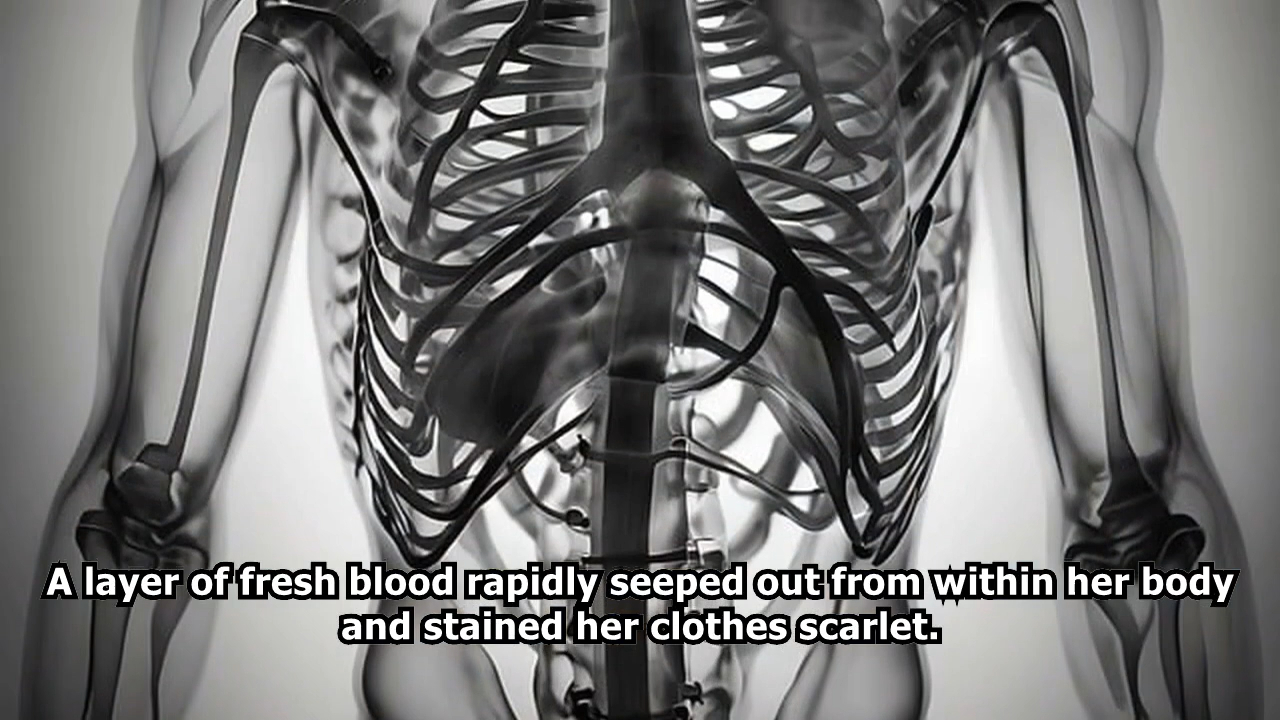 A layer of fresh blood rapidly seeped out from within her body
and stained her clothes scarlet.